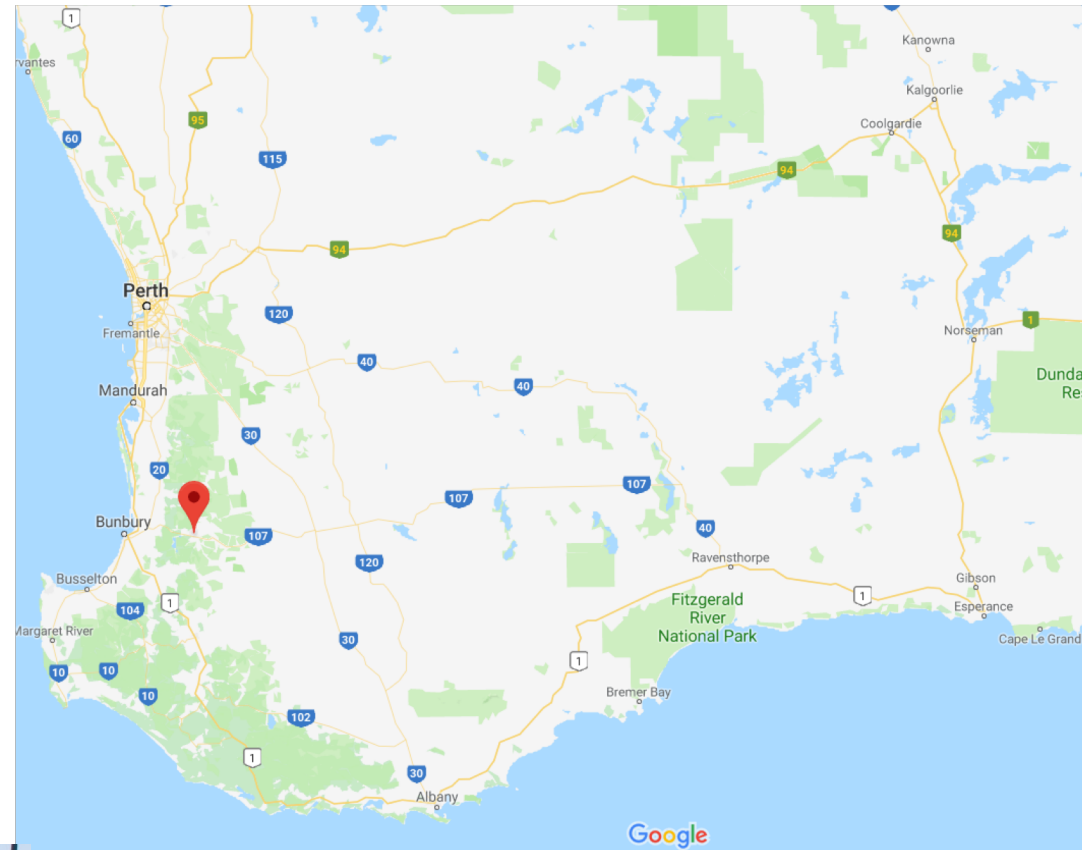 1
Kanowna
rvantes
Kalgoorlie
95
Coolgardie
60
115
94
94
94
Perth
120
1
Fremantle
Norseman
40
40
Dunda
Re
Mandurah
30
20
107
107
Bunbury
107
40
120
Ravensthorpe
Busselton
Gibson
1
Fitzgerald
River
National Park
104
1
Esperance
Margaret River
30
Cape Le Grand
10
10
1
10
Bremer Bay
102
1
30
Albany
Google